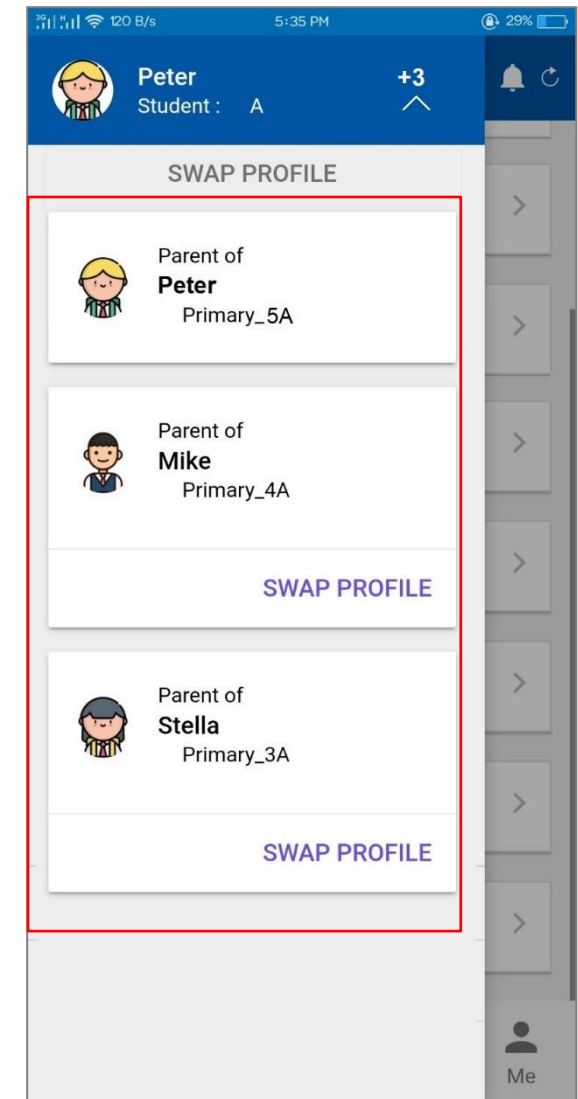 3G H 120 B/s 5:35 PM 29%
Peter +3
Student : A
SWAP PROFILE
Parent of
Peter
Primary_5A
Parent of
Mike
Primary_4A
SWAP PROFILE
Parent of
Stella
Primary_3A
SWAP PROFILE
Me